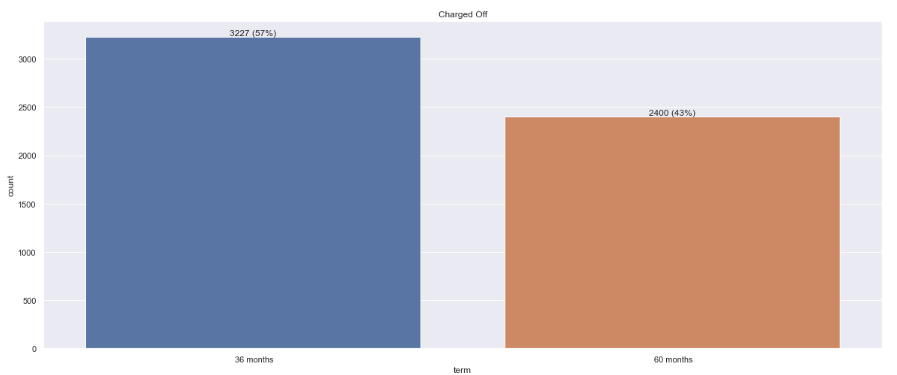 Charged Off
3227 (57%)
3000
2500
2400 (43%)
2000
count
1500
1000
500
0
36 months
60 months
term